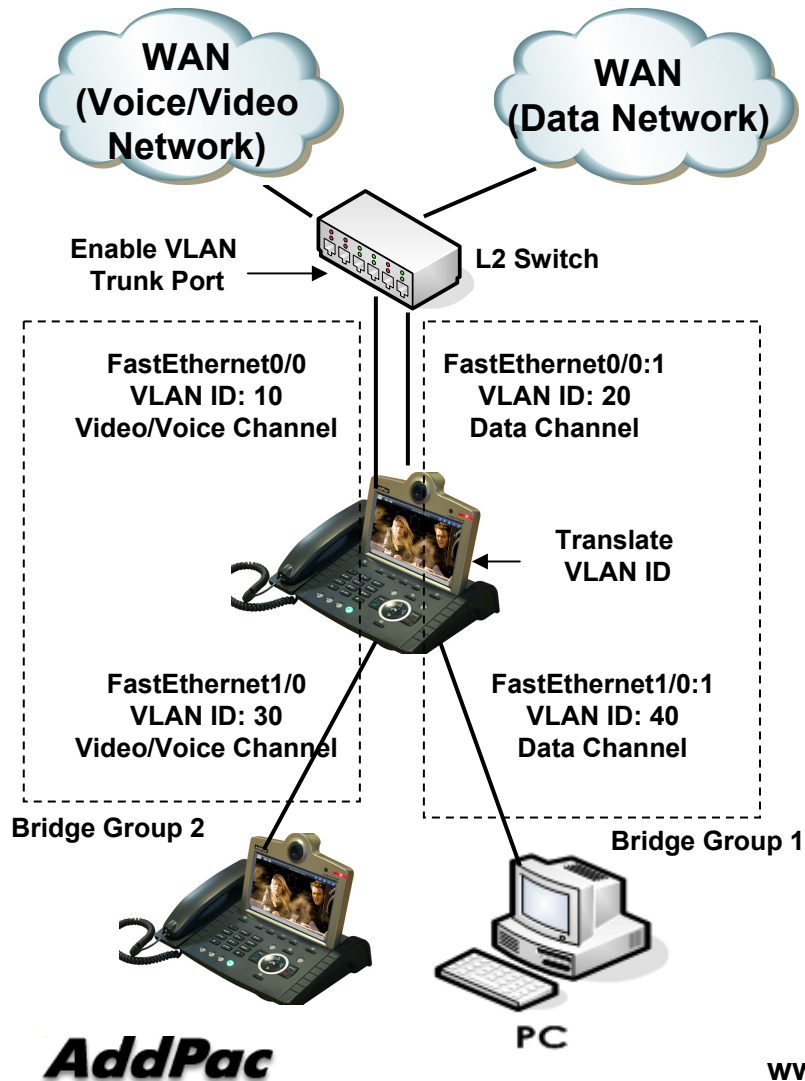 WAN
(Voice/Video
Network)
WAN
(Data Network)
Enable VLAN
Trunk Port
L2 Switch
FastEthernet0/0
VLAN ID: 10
Video/Voice Channel
FastEthernet0/0:1
VLAN ID: 20
Data Channel
Translate
VLAN ID
FastEthernet1/0
VLAN ID: 30
Video/Voice Channel
FastEthernet1/0:1
VLAN ID: 40
Data Channel
Bridge Group 2
Bridge Group 1
PC
AddPac